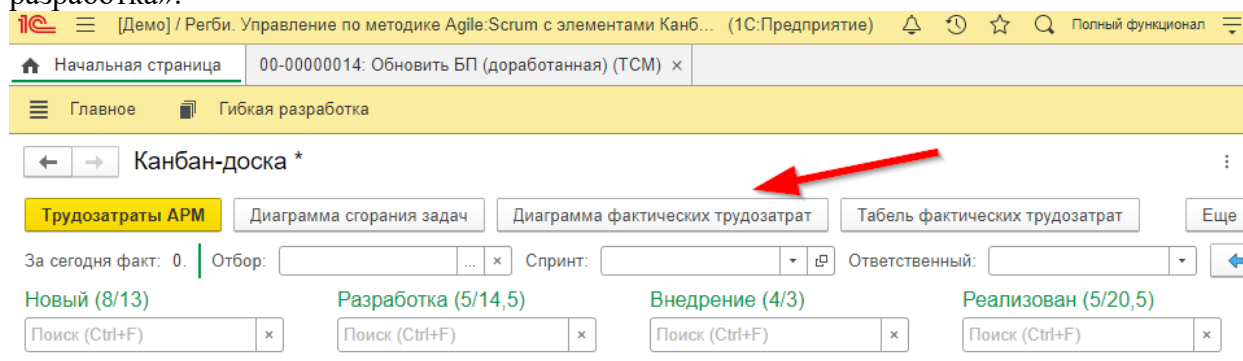 разработка».
1С [Демо] / Регби. Управление по методике Agile:Scrum с элементами Канб... (1С:Предприятие) Полный функционал
Начальная страница 00-00000014: Обновить БП (доработанная) (ТСМ) ×
Главное Гибкая разработка
Канбан-доска *
Трудозатраты АРМ Диаграмма сгорания задач Диаграмма фактических трудозатрат Табель фактических трудозатрат Еще
За сегодня факт: 0. Отбор: ... × Спринт: Ответственный:
Новый (8/13) Разработка (5/14,5) Внедрение (4/3) Реализован (5/20,5)
Поиск (Ctrl+F) × Поиск (Ctrl+F) × Поиск (Ctrl+F) × Поиск (Ctrl+F) ×